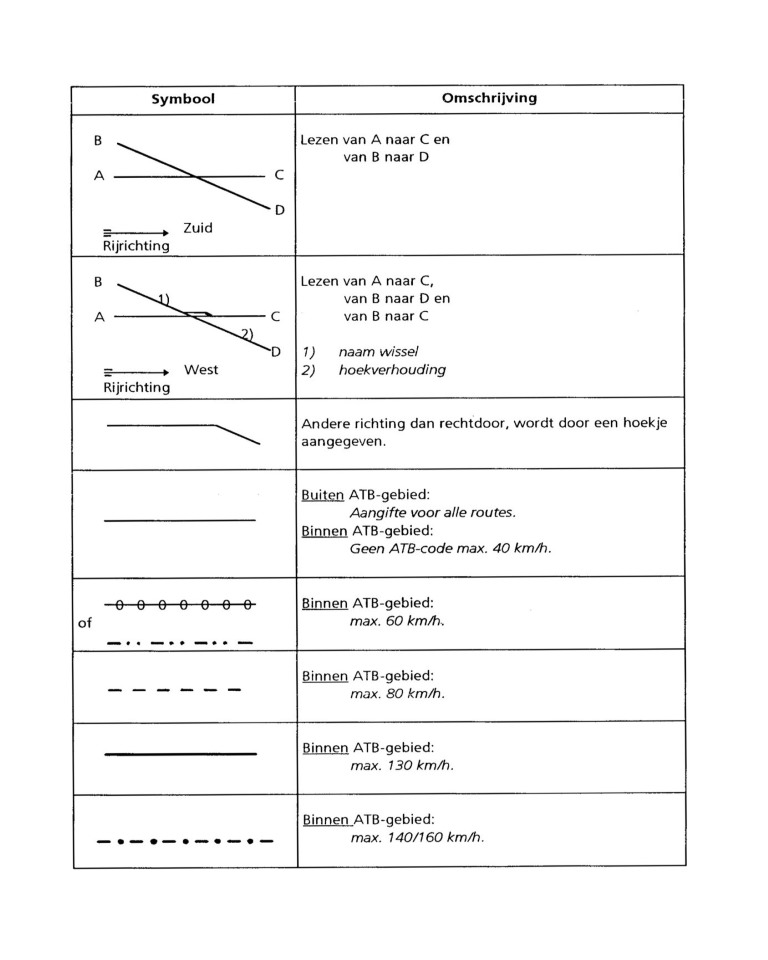 Symbool Omschrijving
B
A C
D
Zuid
Rijrichting
Lezen van A naar C en
van B naar D
B
1)
A C
2)
D
West
Rijrichting
Lezen van A naar C,
van B naar D en
van B naar C
1) naam wissel
2) hoekverhouding
Andere richting dan rechtdoor, wordt door een hoekje
aangegeven.
Buiten ATB-gebied:
Aangifte voor alle routes.
Binnen ATB-gebied:
Geen ATB-code max. 40 km/h.
of
Binnen ATB-gebied:
max. 60 km/h.
Binnen ATB-gebied:
max. 80 km/h.
Binnen ATB-gebied:
max. 130 km/h.
Binnen ATB-gebied:
max. 140/160 km/h.